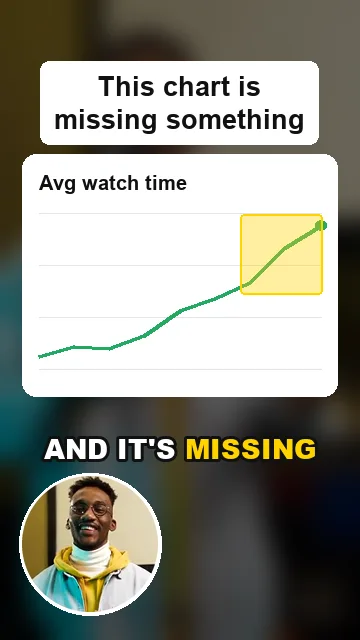 This chart is
missing something
Avg watch time
AND IT'S MISSING